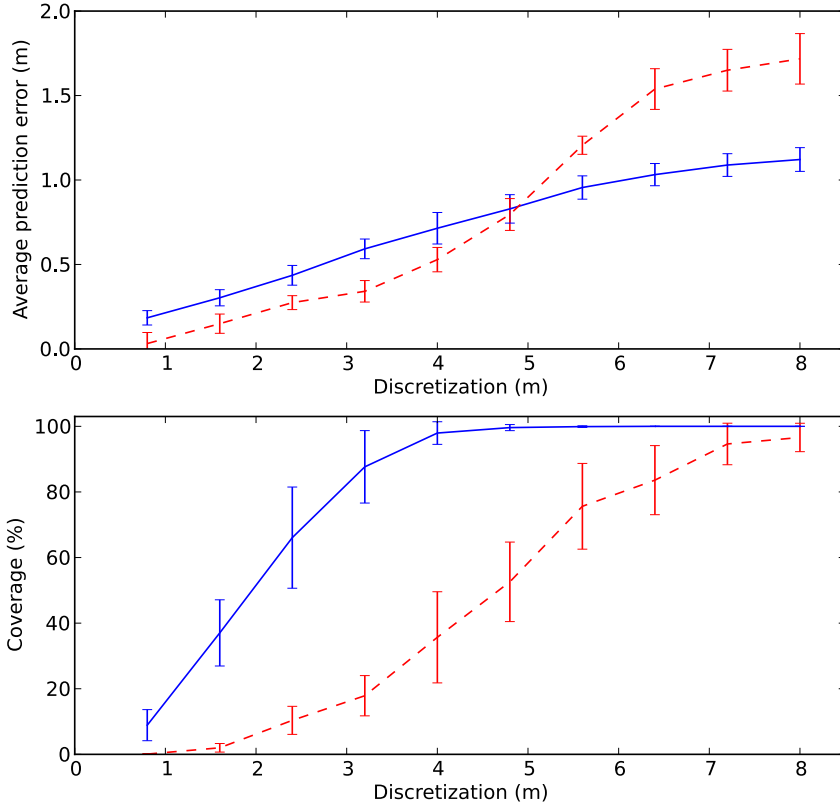 2.0
1.5
1.0
0.5
0.0
Average prediction error (m)
0 1 2 3 4 5 6 7 8
Discretization (m)
100
80
60
40
20
0
Coverage (%)
0 1 2 3 4 5 6 7 8
Discretization (m)